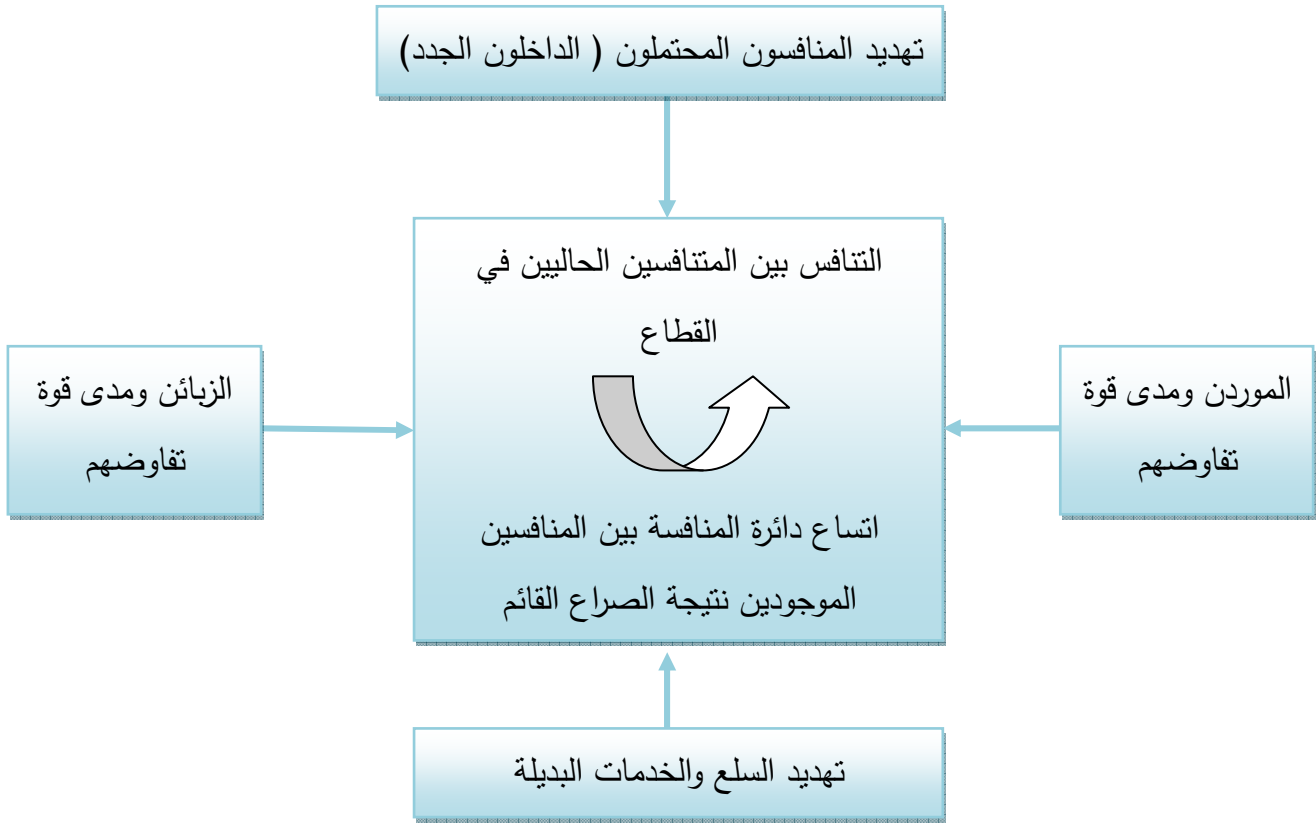 تهديد المنافسون المحتملون ( الداخلون الجدد)
التنافس بين المتنافسين الحاليين في
القطاع
الموردن ومدى قوة
تفاوضهم
الزبائن ومدى قوة
تفاوضهم
اتساع دائرة المنافسة بين المنافسين
الموجودين نتيجة الصراع القائم
تهديد السلع والخدمات البديلة